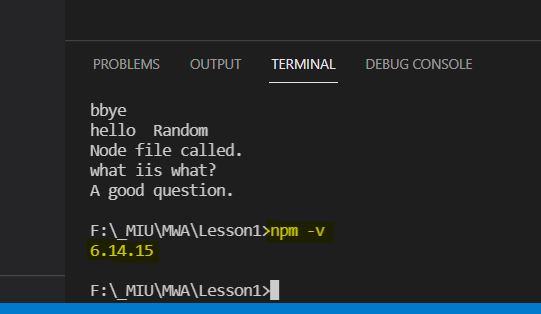 PROBLEMS OUTPUT TERMINAL DEBUG CONSOLE
bbye
hello  Random
Node file called.
what iis what?
A good question.
F:\_MIU\MWA\Lesson1>npm -v
6.14.15
F:\_MIU\MWA\Lesson1>